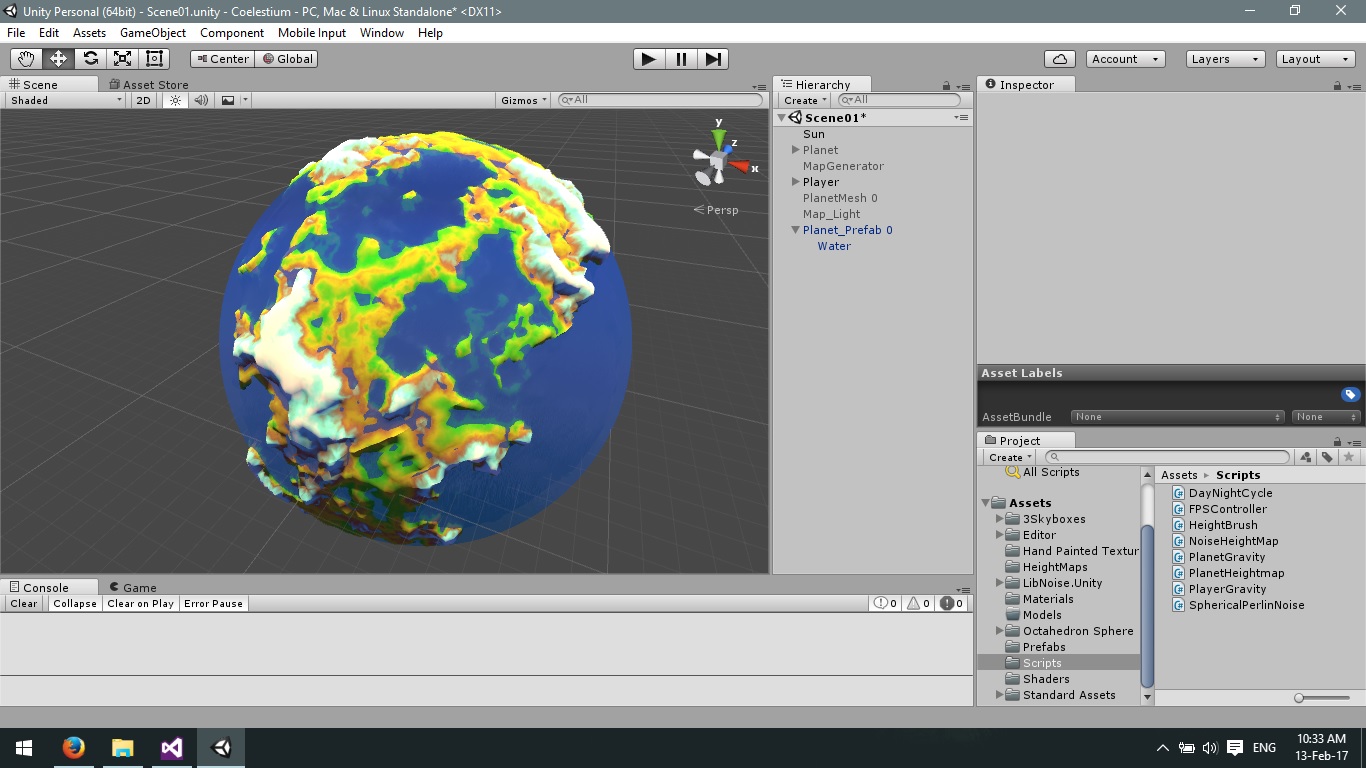 Unity Personal (64bit) - Scene01.unity - Coelestium - PC, Mac & Linux Standalone* <DX11>
File Edit Assets GameObject Component Mobile Input Window Help
Center Global Account Layers Layout
Scene Asset Store
Shaded 2D Gizmos All
y
z
x
Persp
Hierarchy
Create All
Scene01*
Sun
Planet
MapGenerator
Player
PlanetMesh 0
Map_Light
Planet_Prefab 0
Water
Inspector
Asset Labels
AssetBundle None None
Project
Create
All Scripts
Assets
3Skyboxes
Editor
Hand Painted Textur
HeightMaps
LibNoise.Unity
Materials
Models
Octahedron Sphere
Prefabs
Scripts
Shaders
Standard Assets
Assets Scripts
DayNightCycle
FPSController
HeightBrush
NoiseHeightMap
PlanetGravity
PlanetHeightmap
PlayerGravity
SphericalPerlinNoise
Console Game
Clear Collapse Clear on Play Error Pause 0 0 0
ENG
10:33 AM
13-Feb-17